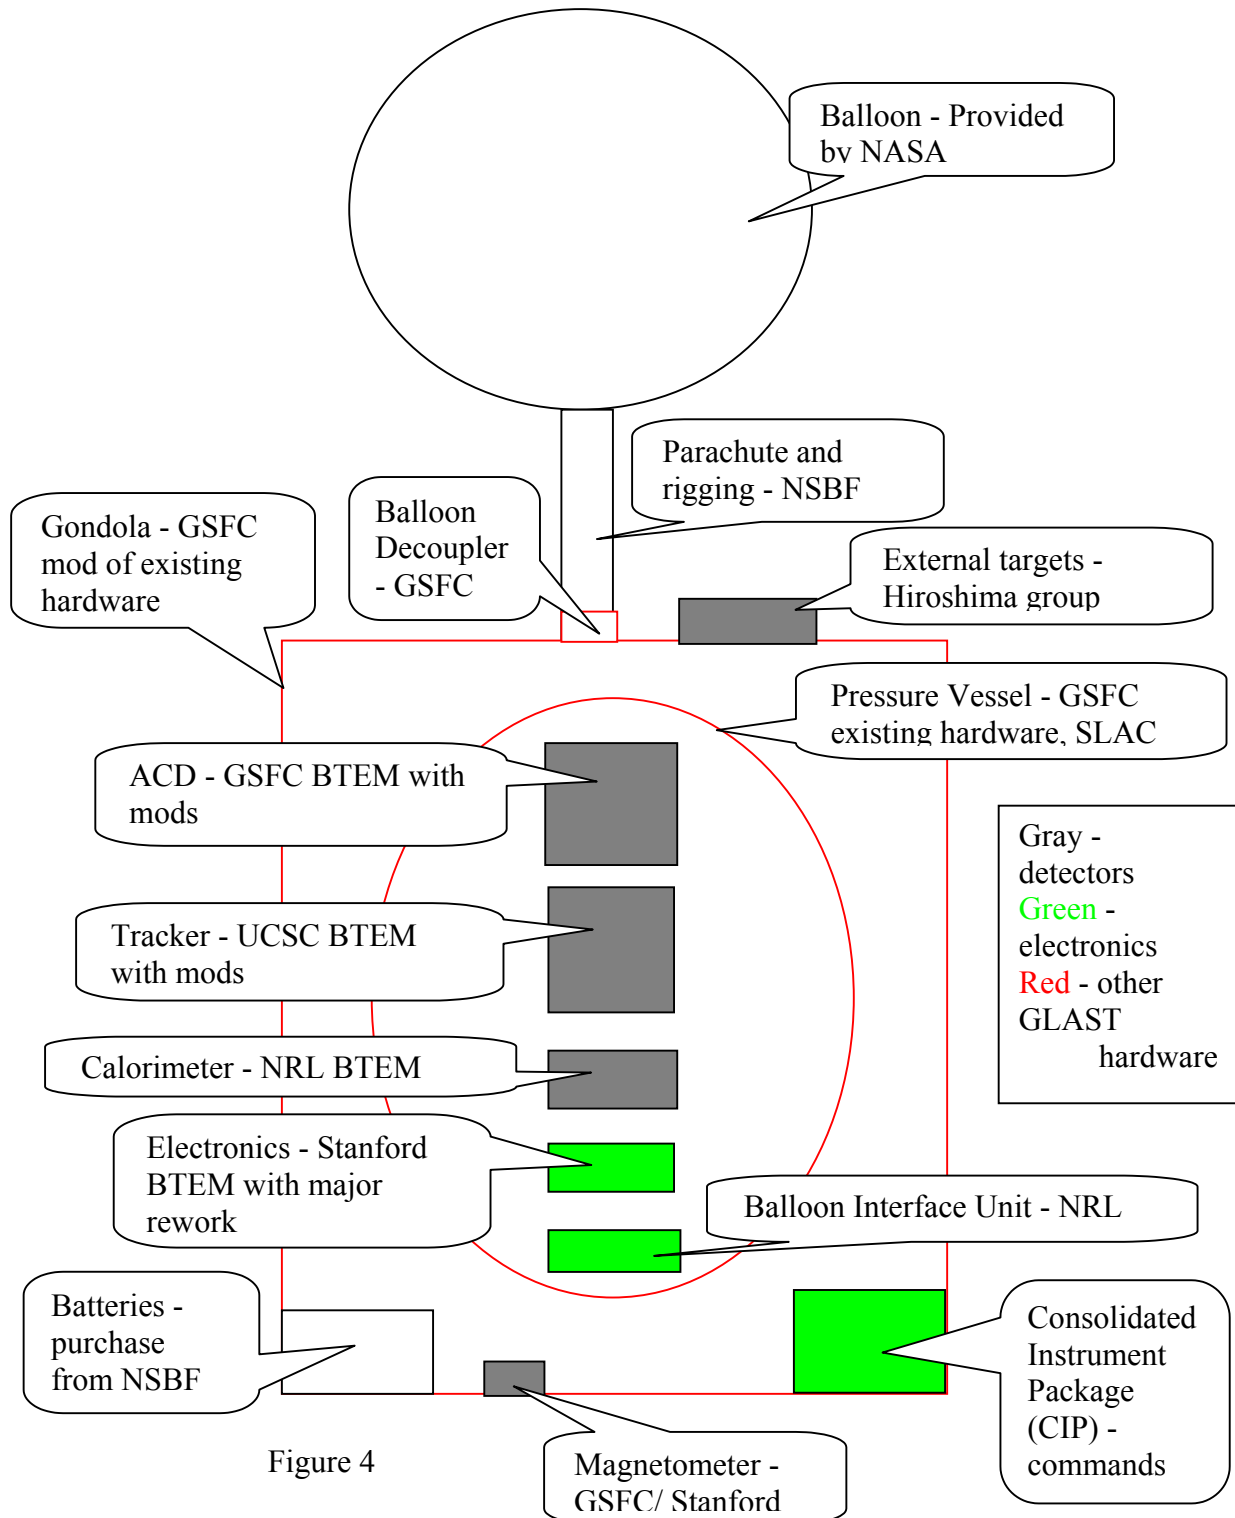 Balloon - Provided
by NASA
Parachute and
rigging - NSBF
Balloon
Decoupler
- GSFC
Gondola - GSFC
mod of existing
hardware
External targets -
Hiroshima group
Pressure Vessel - GSFC
existing hardware, SLAC
ACD - GSFC BTEM with
mods
Gray -
detectors
Green -
electronics
Red - other
GLAST
hardware
Tracker - UCSC BTEM
with mods
Calorimeter - NRL BTEM
Electronics - Stanford
BTEM with major
rework
Balloon Interface Unit - NRL
Batteries -
purchase
from NSBF
Consolidated
Instrument
Package
(CIP) -
commands
Figure 4
Magnetometer -
GSFC/ Stanford